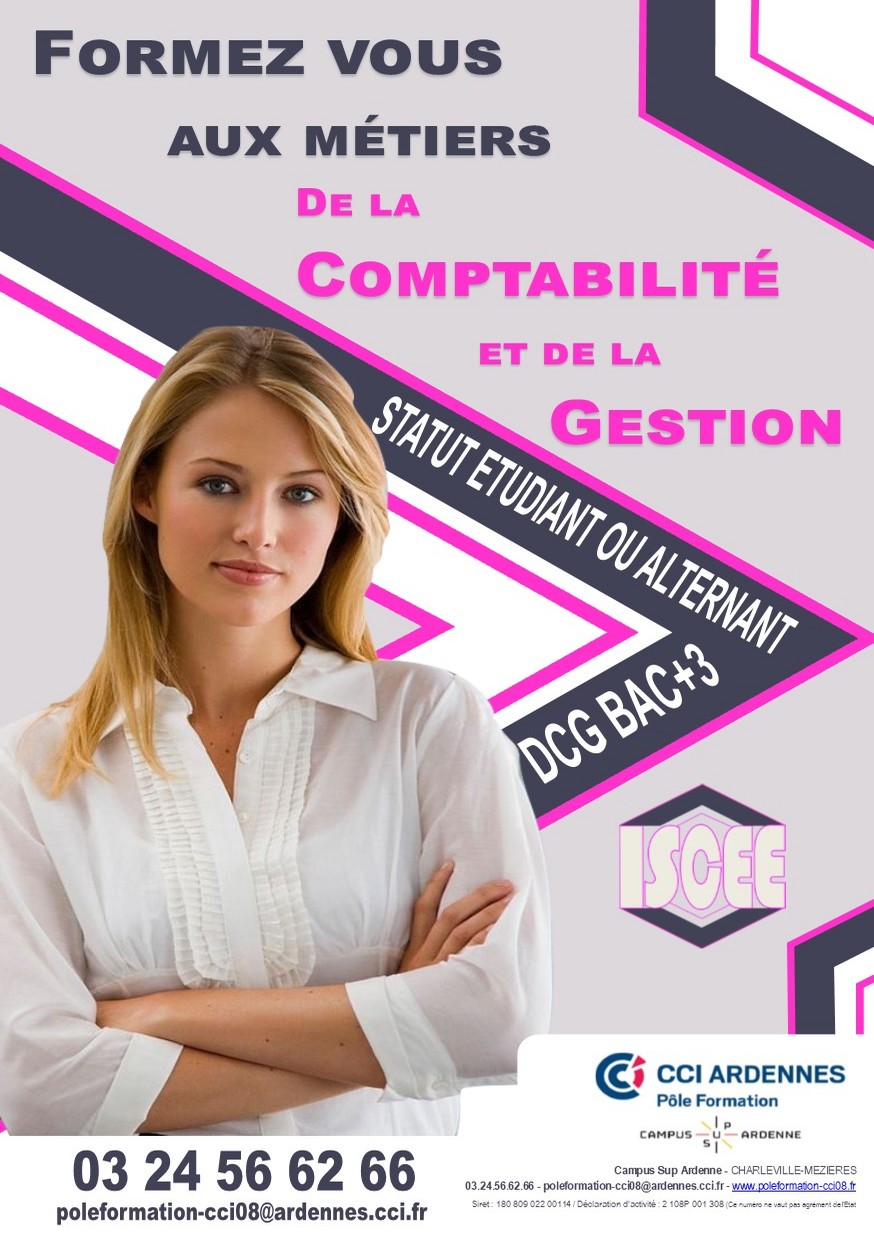 FORMEZ VOUS
AUX MÉTIERS
DE LA
COMPTABILITÉ
ET DE LA
GESTION
STATUT ETUDIANT OU ALTERNANT
DCG BAC+3
ISCEE
CCI ARDENNES
Pôle Formation
CAMPUS SUP ARDENNE
Campus Sup Ardenne - CHARLEVILLE-MEZIERES
03.24.56.62.66 - poleformation-cci08@ardennes.cci.fr - www.poleformation-cci08.fr
Siret : 180 809 022 00114 / Déclaration d'activité : 2 108P 001 308 (Ce numero ne vaut pas agrement de l'Etat
03 24 56 62 66
poleformation-cci08@ardennes.cci.fr